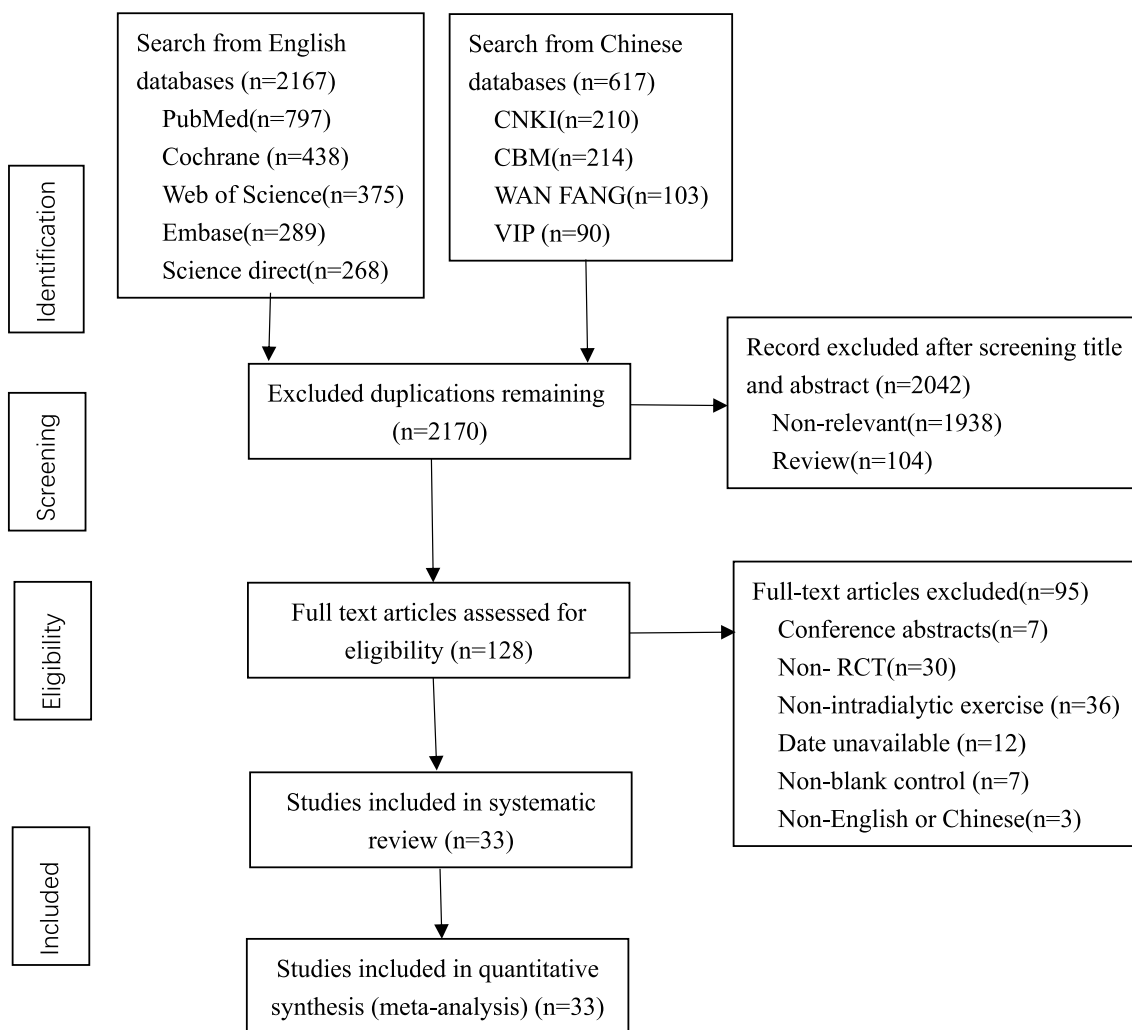 Search from English
databases (n=2167)
PubMed(n=797)
Cochrane (n=438)
Web of Science(n=375)
Embase(n=289)
Science direct(n=268)
Search from Chinese
databases (n=617)
CNKI(n=210)
CBM(n=214)
WAN FANG(n=103)
VIP (n=90)
Identification
Excluded duplications remaining
(n=2170)
Record excluded after screening title
and abstract (n=2042)
Non-relevant(n=1938)
Review(n=104)
Screening
Full text articles assessed for
eligibility (n=128)
Full-text articles excluded(n=95)
Conference abstracts(n=7)
Non- RCT(n=30)
Non-intradialytic exercise (n=36)
Date unavailable (n=12)
Non-blank control (n=7)
Non-English or Chinese(n=3)
Eligibility
Studies included in systematic
review (n=33)
Included
Studies included in quantitative
synthesis (meta-analysis) (n=33)